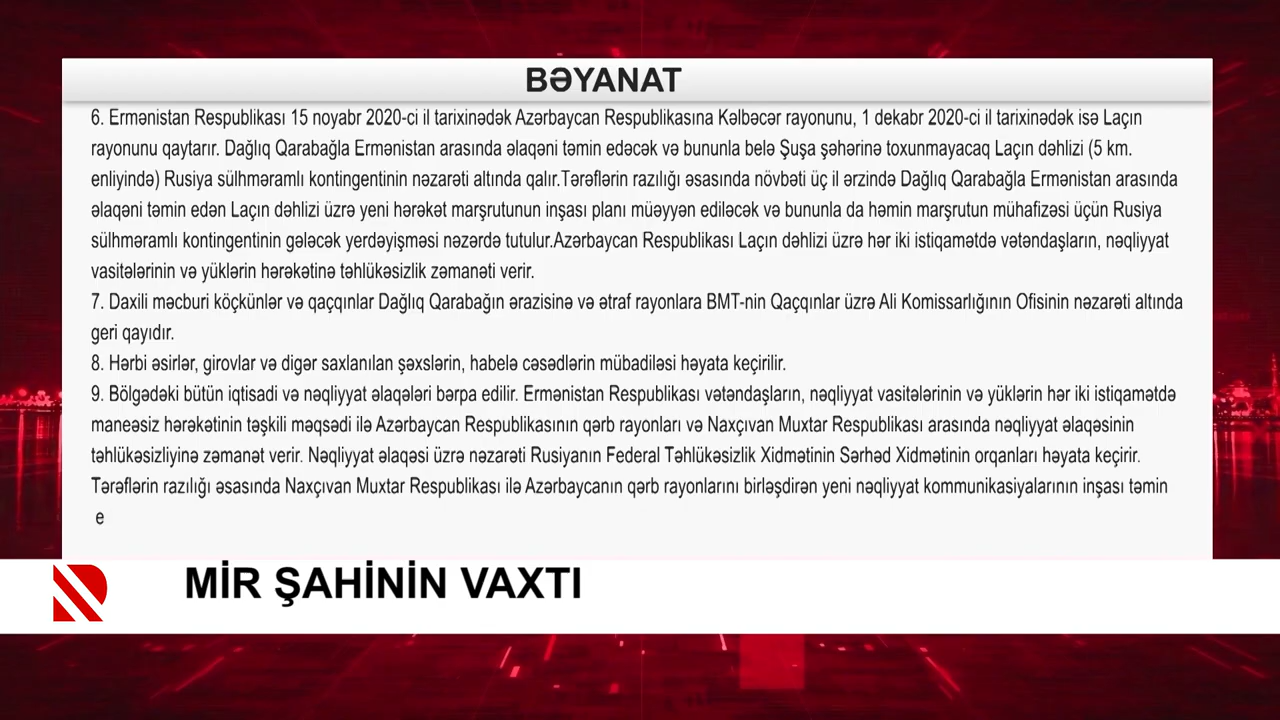 BƏYANAT
6. Ermənistan Respublikası 15 noyabr 2020-ci il tarixinədək Azərbaycan Respublikasına Kəlbəcər rayonunu, 1 dekabr 2020-ci il tarixinədək isə Laçın
rayonunu qaytarır. Dağlıq Qarabağla Ermənistan arasında əlaqəni təmin edəcək və bununla belə Şuşa şəhərinə toxunmayacaq Laçın dəhlizi (5 km.
enliyində) Rusiya sülhməramlı kontingentinin nəzarəti altında qalır.Tərəflərin razılığı əsasında növbəti üç il ərzində Dağlıq Qarabağla Ermənistan arasında
əlaqəni təmin edən Laçın dəhlizi üzrə yeni hərəkət marşrutunun inşası planı müəyyən ediləcək və bununla da həmin marşrutun mühafizəsi üçün Rusiya
sülhməramlı kontingentinin gələcək yerdəyişməsi nəzərdə tutulur.Azərbaycan Respublikası Laçın dəhlizi üzrə hər iki istiqamətdə vətəndaşların, nəqliyyat
vasitələrinin və yüklərin hərəkətinə təhlükəsizlik zəmanəti verir.
7. Daxili məcburi köçkünlər və qaçqınlar Dağlıq Qarabağın ərazisinə və ətraf rayonlara BMT-nin Qaçqınlar üzrə Ali Komissarlığının Ofisinin nəzarəti altında
geri qayıdır.
8. Hərbi əsirlər, girovlar və digər saxlanılan şəxslərin, habelə cəsədlərin mübadiləsi həyata keçirilir.
9. Bölgədəki bütün iqtisadi və nəqliyyat əlaqələri bərpa edilir. Ermənistan Respublikası vətəndaşların, nəqliyyat vasitələrinin və yüklərin hər iki istiqamətdə
maneəsiz hərəkətinin təşkili məqsədi ilə Azərbaycan Respublikasının qərb rayonları və Naxçıvan Muxtar Respublikası arasında nəqliyyat əlaqəsinin
təhlükəsizliyinə zəmanət verir. Nəqliyyat əlaqəsi üzrə nəzarəti Rusiyanın Federal Təhlükəsizlik Xidmətinin Sərhəd Xidmətinin orqanları həyata keçirir.
Tərəflərin razılığı əsasında Naxçıvan Muxtar Respublikası ilə Azərbaycanın qərb rayonlarını birləşdirən yeni nəqliyyat kommunikasiyalarının inşası təmin
e
MİR ŞAHİNİN VAXTI